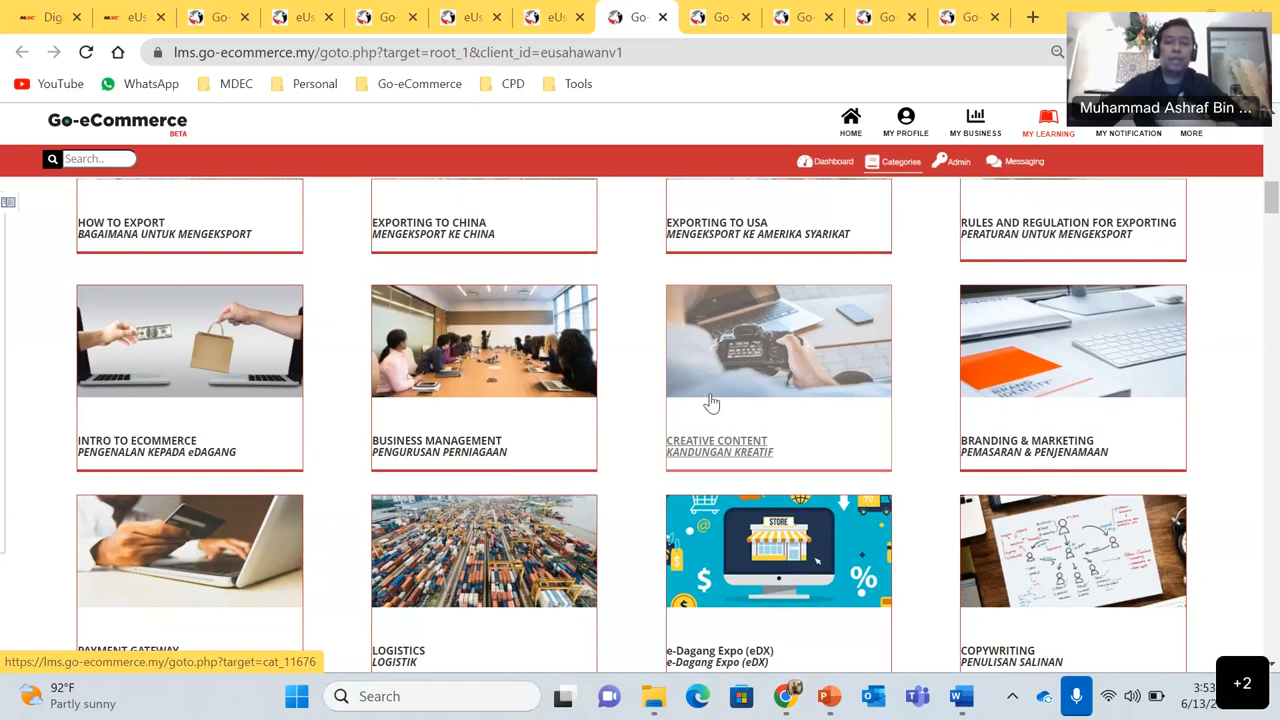 Dig
eUs
Go-
eUs
eUs
Go-
Go-
Go-
Go-
Go-
lms.go-ecommerce.my/goto.php?target=root_1&client_id=eusahawanv1
YouTube
WhatsApp
MDEC
Personal
Go-eCommerce
CPD
Tools
Muhammad Ashraf Bin ...
Go-eCommerce
BETA
HOME
MY PROFILE
MY BUSINESS
MY LEARNING
MY NOTIFICATION
MORE
Search..
Dashboard
Categories
Admin
Messaging
HOW TO EXPORT
BAGAIMANA UNTUK MENGEKSPORT
EXPORTING TO CHINA
MENGEKSPORT KE CHINA
EXPORTING TO USA
MENGEKSPORT KE AMERIKA SYARIKAT
RULES AND REGULATION FOR EXPORTING
PERATURAN UNTUK MENGEKSPORT
INTRO TO ECOMMERCE
PENGENALAN KEPADA eDAGANG
BUSINESS MANAGEMENT
PENGURUSAN PERNIAGAAN
CREATIVE CONTENT
KANDUNGAN KREATIF
BRAND
IDENTITY
BRANDING & MARKETING
PEMASARAN & PENJENAMAAN
STORE
PAYMENT GATEWAY
LOGISTICS
LOGISTIK
e-Dagang Expo (eDX)
e-Dagang Expo (eDX)
COPYWRITING
PENULISAN SALINAN
https://lms.go-ecommerce.my/goto.php?target=cat_11676
92°F
Partly sunny
Search
3:53
6/13/2
+2